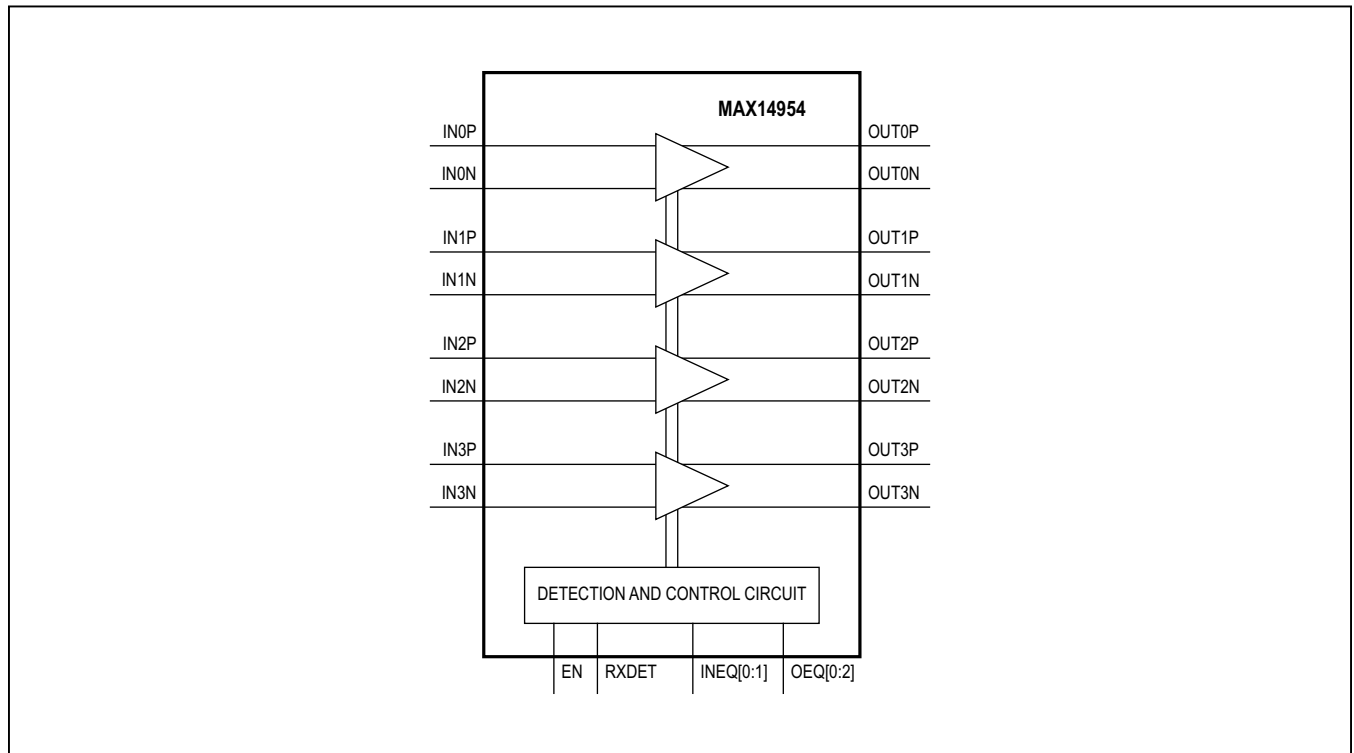 MAX14954
IN0P
OUT0P
IN0N
OUT0N
IN1P
OUT1P
IN1N
OUT1N
IN2P
OUT2P
IN2N
OUT2N
IN3P
OUT3P
IN3N
OUT3N
DETECTION AND CONTROL CIRCUIT
EN
RXDET
INEQ[0:1]
OEQ[0:2]